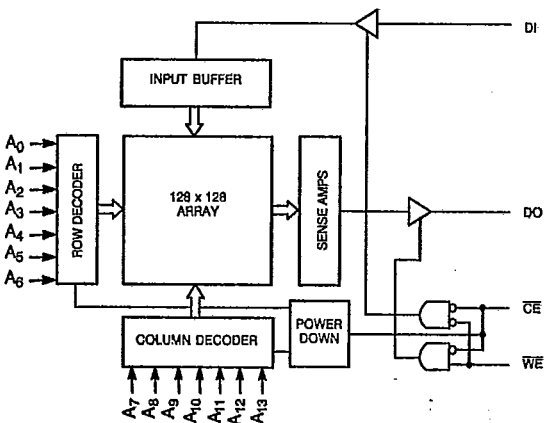 DI
INPUT BUFFER
A0
A1
A2
A3
A4
A5
A6
ROW DECODER
128 x 128
ARRAY
SENSE AMPS
DO
COLUMN DECODER
POWER
DOWN
CE
WE
A7
A8
A9
A10
A11
A12
A13